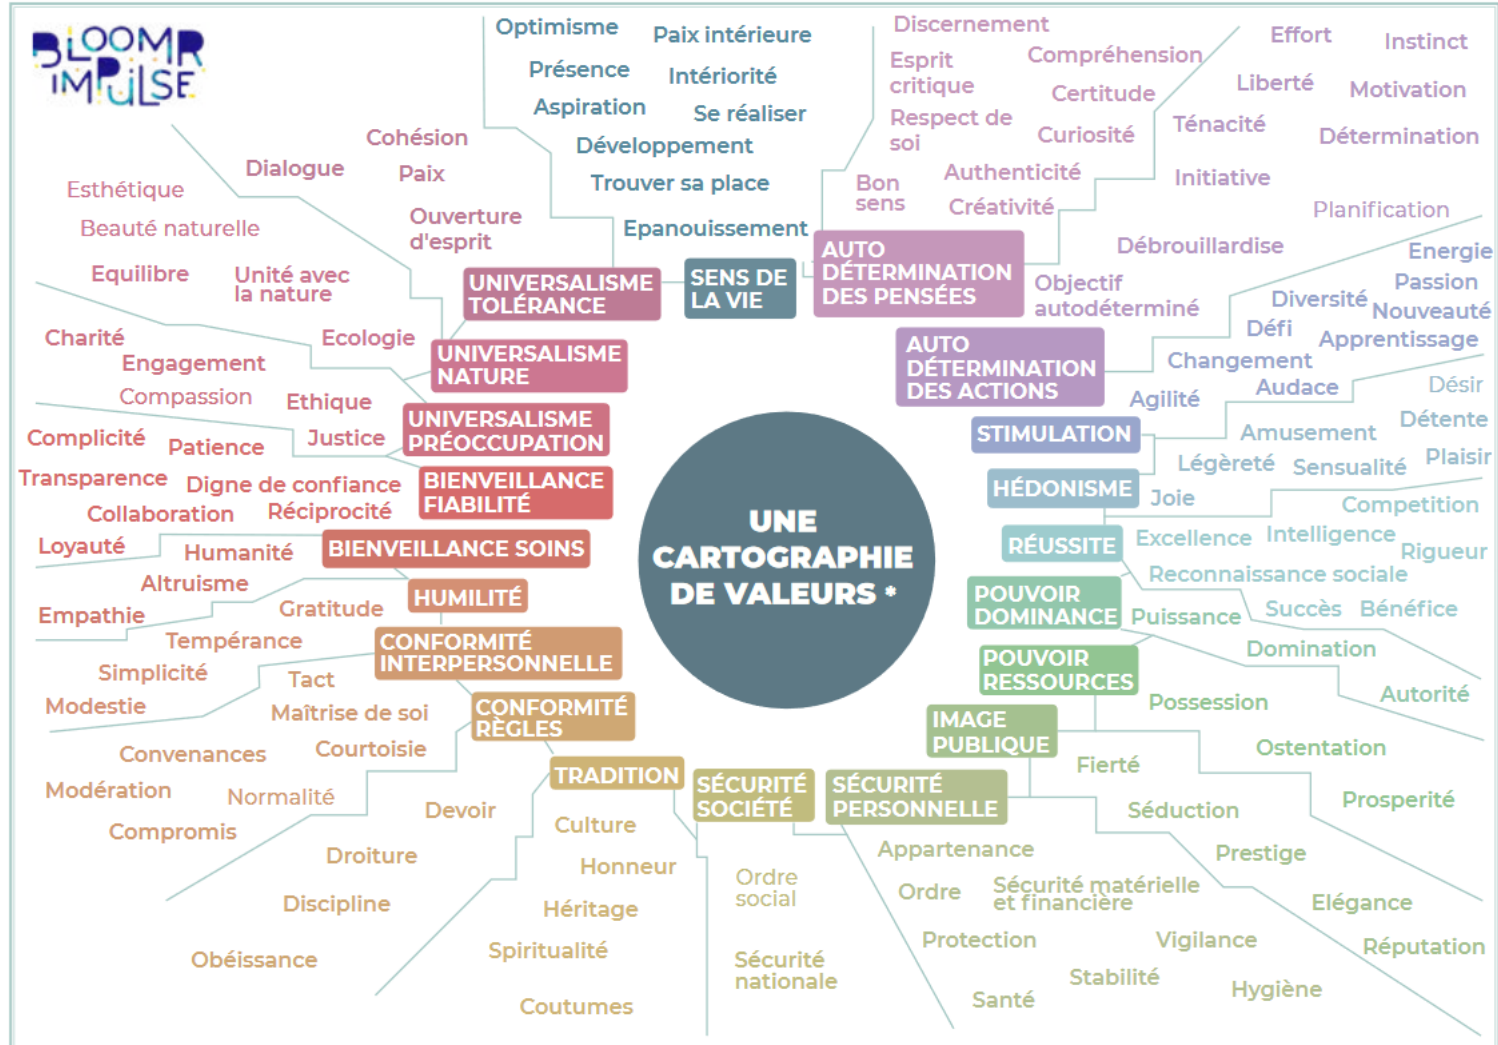 BLOOMR
IMPULSE
Optimisme
Paix intérieure
Présence
Intériorité
Aspiration
Se réaliser
Développement
Trouver sa place
Epanouissement
SENS DE
LA VIE
Discernement
Esprit
critique
Compréhension
Certitude
Respect de
soi
Curiosité
Authenticité
Bon
sens
Créativité
AUTO
DÉTERMINATION
DES PENSÉES
Effort
Instinct
Liberté
Motivation
Ténacité
Détermination
Initiative
Planification
Débrouillardise
Objectif
autodéterminé
AUTO
DÉTERMINATION
DES ACTIONS
Energie
Passion
Diversité
Nouveauté
Défi
Apprentissage
Changement
Audace
Agilité
STIMULATION
Désir
Détente
Amusement
Plaisir
Légèreté
Sensualité
Joie
HÉDONISME
Competition
Excellence
Intelligence
Rigueur
Reconnaissance sociale
Succès
Bénéfice
RÉUSSITE
POUVOIR
DOMINANCE
Puissance
Domination
Autorité
POUVOIR
RESSOURCES
Possession
Ostentation
Prosperité
IMAGE
PUBLIQUE
Fierté
Séduction
Prestige
Elégance
Réputation
SÉCURITÉ
PERSONNELLE
Appartenance
Ordre
Sécurité matérielle
et financière
Protection
Vigilance
Stabilité
Santé
Hygiène
SÉCURITÉ
SOCIÉTÉ
Ordre
social
Sécurité
nationale
TRADITION
Culture
Honneur
Héritage
Spiritualité
Coutumes
CONFORMITÉ
RÈGLES
Devoir
Droiture
Discipline
Obéissance
CONFORMITÉ
INTERPERSONNELLE
Tact
Maîtrise de soi
Convenances
Courtoisie
Modération
Normalité
Compromis
HUMILITÉ
Gratitude
Tempérance
Simplicité
Modestie
BIENVEILLANCE SOINS
Humanité
Altruisme
Empathie
BIENVEILLANCE
FIABILITÉ
Complicité
Patience
Justice
Transparence
Digne de confiance
Collaboration
Réciprocité
Loyauté
UNIVERSALISME
PRÉOCCUPATION
Charité
Engagement
Compassion
Ethique
UNIVERSALISME
NATURE
Esthétique
Beauté naturelle
Equilibre
Unité avec
la nature
Ecologie
UNIVERSALISME
TOLÉRANCE
Cohésion
Dialogue
Paix
Ouverture
d'esprit
UNE
CARTOGRAPHIE
DE VALEURS *